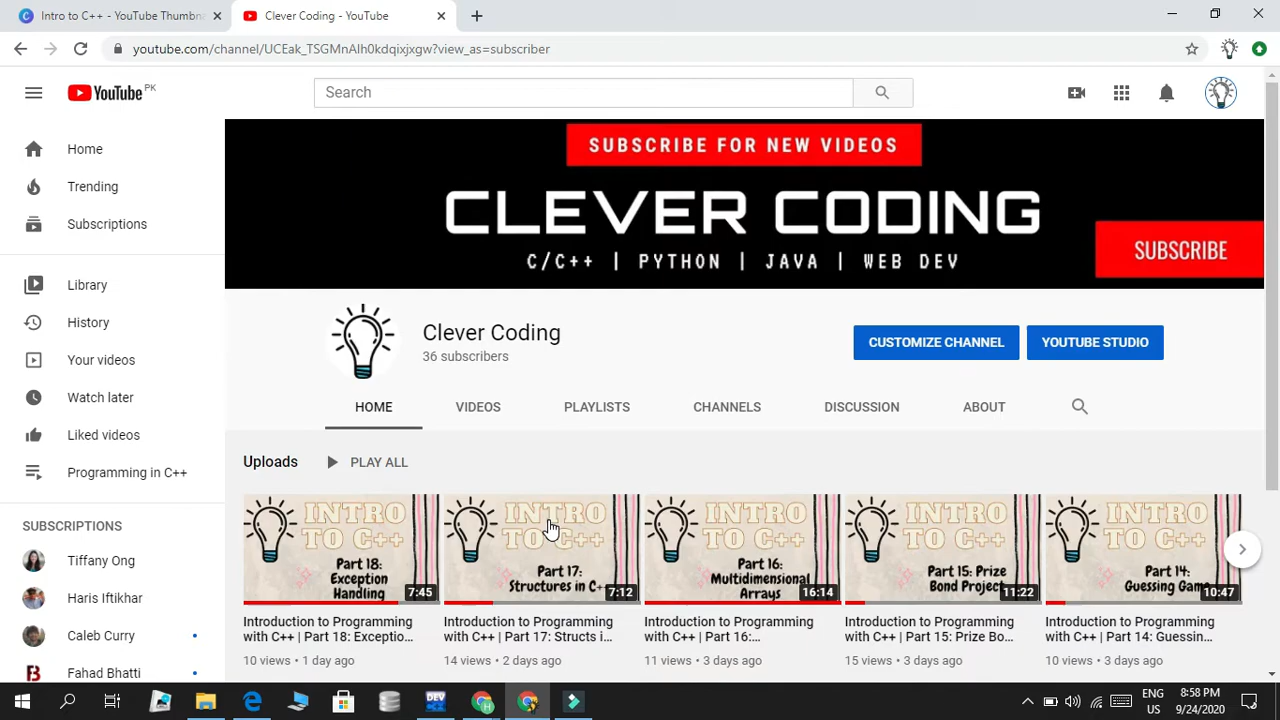 Intro to C++ - YouTube Thumbna
Clever Coding - YouTube
youtube.com/channel/UCEak_TSGMnAIh0kdqixjxgw?view_as=subscriber
YouTube PK
Search
Home
Trending
Subscriptions
Library
History
Your videos
Watch later
Liked videos
Programming in C++
SUBSCRIPTIONS
Tiffany Ong
Haris Iftikhar
Caleb Curry
Fahad Bhatti
SUBSCRIBE FOR NEW VIDEOS
CLEVER CODING
C/C++ | PYTHON | JAVA | WEB DEV
SUBSCRIBE
Clever Coding
36 subscribers
CUSTOMIZE CHANNEL
YOUTUBE STUDIO
HOME VIDEOS PLAYLISTS CHANNELS DISCUSSION ABOUT
Uploads PLAY ALL
INTRO
TO C++
Part 18:
Exception
Handling
7:45
Introduction to Programming
with C++ | Part 18: Exceptio...
10 views • 1 day ago
INTRO
TO C++
Part 17:
Structures in C+
7:12
Introduction to Programming
with C++ | Part 17: Structs i...
14 views • 2 days ago
INTRO
TO C++
Part 16:
Multidimensional
Arrays
16:14
Introduction to Programming
with C++ | Part 16:...
11 views • 3 days ago
INTRO
TO C++
Part 15: Prize
Bond Project
11:22
Introduction to Programming
with C++ | Part 15: Prize Bo...
15 views • 3 days ago
INTRO
TO C++
Part 14:
Guessing Game
10:47
Introduction to Programming
with C++ | Part 14: Guessin...
10 views • 3 days ago
DEV
ENG
US
8:58 PM
9/24/2020